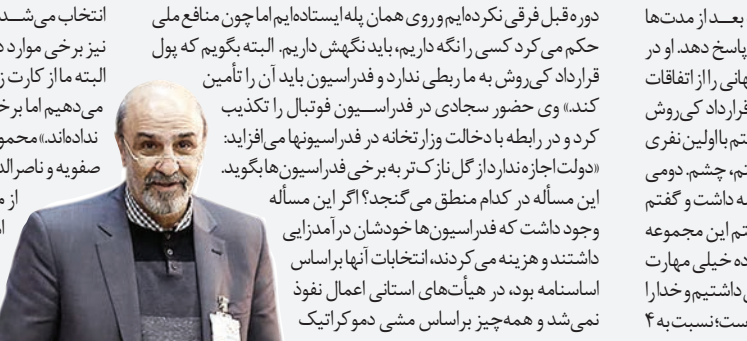 بعد از مدت‌ها
پاسخ دهد. او در
هانی را از اتفاقات
قرارداد کی‌روش
تم با اولین نفری
تم، چشم. دومی
ه داشت و گفتم
تم این مجموعه
ده خیلی مهارت
داشتیم و خدا را
ست؛ نسبت به ۴
دوره قبل فرقی نکرده‌ایم و روی همان پله ایستاده‌ایم اما چون منافع ملی
حکم می‌کرد کسی را نگه داریم، باید نگهش داریم. البته بگویم که پول
قرارداد کی‌روش به ما ربطی ندارد و فدراسیون باید آن را تأمین
کند.» وی حضور سجادی در فدراسیون فوتبال را تکذیب
کرد و در رابطه با دخالت وزارتخانه در فدراسیونها می‌افزاید:
«دولت اجازه ندارد از گل نازک‌تر به برخی فدراسیون‌ها بگوید.
این مسأله در کدام منطق می‌گنجد؟ اگر این مسأله
وجود داشت که فدراسیون‌ها خودشان درآمدزایی
داشتند و هزینه می‌کردند، انتخابات آنها براساس
اساسنامه بود، در هیأت‌های استانی اعمال نفوذ
نمی‌شد و همه‌چیز براساس مشی دموکراتیک
انتخاب می‌شد
نیز برخی موارد د
البته ما از کارت ز
می‌دهیم اما برخ
نداده‌اند.» محمو
صفویه و ناصرالد
از م